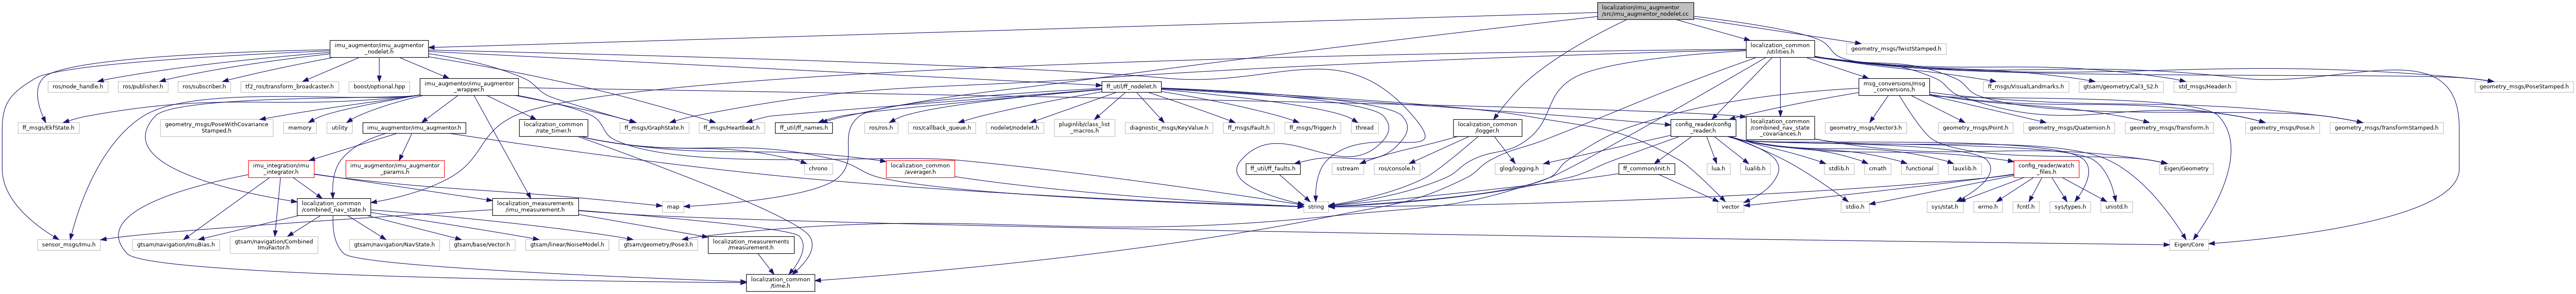 localization/imu_augmentor
/src/imu_augmentor_nodelet.cc
imu_augmentor/imu_augmentor
_nodelet.h
localization_common
/utilities.h
geometry_msgs/TwistStamped.h
ros/node_handle.h
ros/publisher.h
ros/subscriber.h
tf2_ros/transform_broadcaster.h
boost/optional.hpp
imu_augmentor/imu_augmentor
_wrapper.h
ff_util/ff_nodelet.h
msg_conversions/msg
_conversions.h
ff_msgs/VisualLandmarks.h
gtsam/geometry/Cal3_S2.h
std_msgs/Header.h
geometry_msgs/PoseStamped.h
ff_msgs/EkfState.h
geometry_msgs/PoseWithCovariance
Stamped.h
memory
utility
imu_augmentor/imu_augmentor.h
localization_common
/rate_timer.h
ff_msgs/GraphState.h
ff_msgs/Heartbeat.h
ff_util/ff_names.h
ros/ros.h
ros/callback_queue.h
nodelet/nodelet.h
pluginlib/class_list
_macros.h
diagnostic_msgs/KeyValue.h
ff_msgs/Fault.h
ff_msgs/Trigger.h
thread
localization_common
/logger.h
config_reader/config
_reader.h
localization_common
/combined_nav_state
_covariances.h
geometry_msgs/Vector3.h
geometry_msgs/Point.h
geometry_msgs/Quaternion.h
geometry_msgs/Transform.h
geometry_msgs/Pose.h
geometry_msgs/TransformStamped.h
imu_integration/imu
_integrator.h
imu_augmentor/imu_augmentor
_params.h
chrono
localization_common
/averager.h
ff_util/ff_faults.h
sstream
ros/console.h
glog/logging.h
ff_common/init.h
lua.h
lualib.h
stdlib.h
cmath
functional
lauxlib.h
config_reader/watch
_files.h
Eigen/Geometry
localization_common
/combined_nav_state.h
localization_measurements
/imu_measurement.h
map
string
vector
stdio.h
sys/stat.h
errno.h
fcntl.h
sys/types.h
unistd.h
sensor_msgs/Imu.h
gtsam/navigation/ImuBias.h
gtsam/navigation/Combined
ImuFactor.h
gtsam/navigation/NavState.h
gtsam/base/Vector.h
gtsam/linear/NoiseModel.h
gtsam/geometry/Pose3.h
localization_measurements
/measurement.h
Eigen/Core
localization_common
/time.h